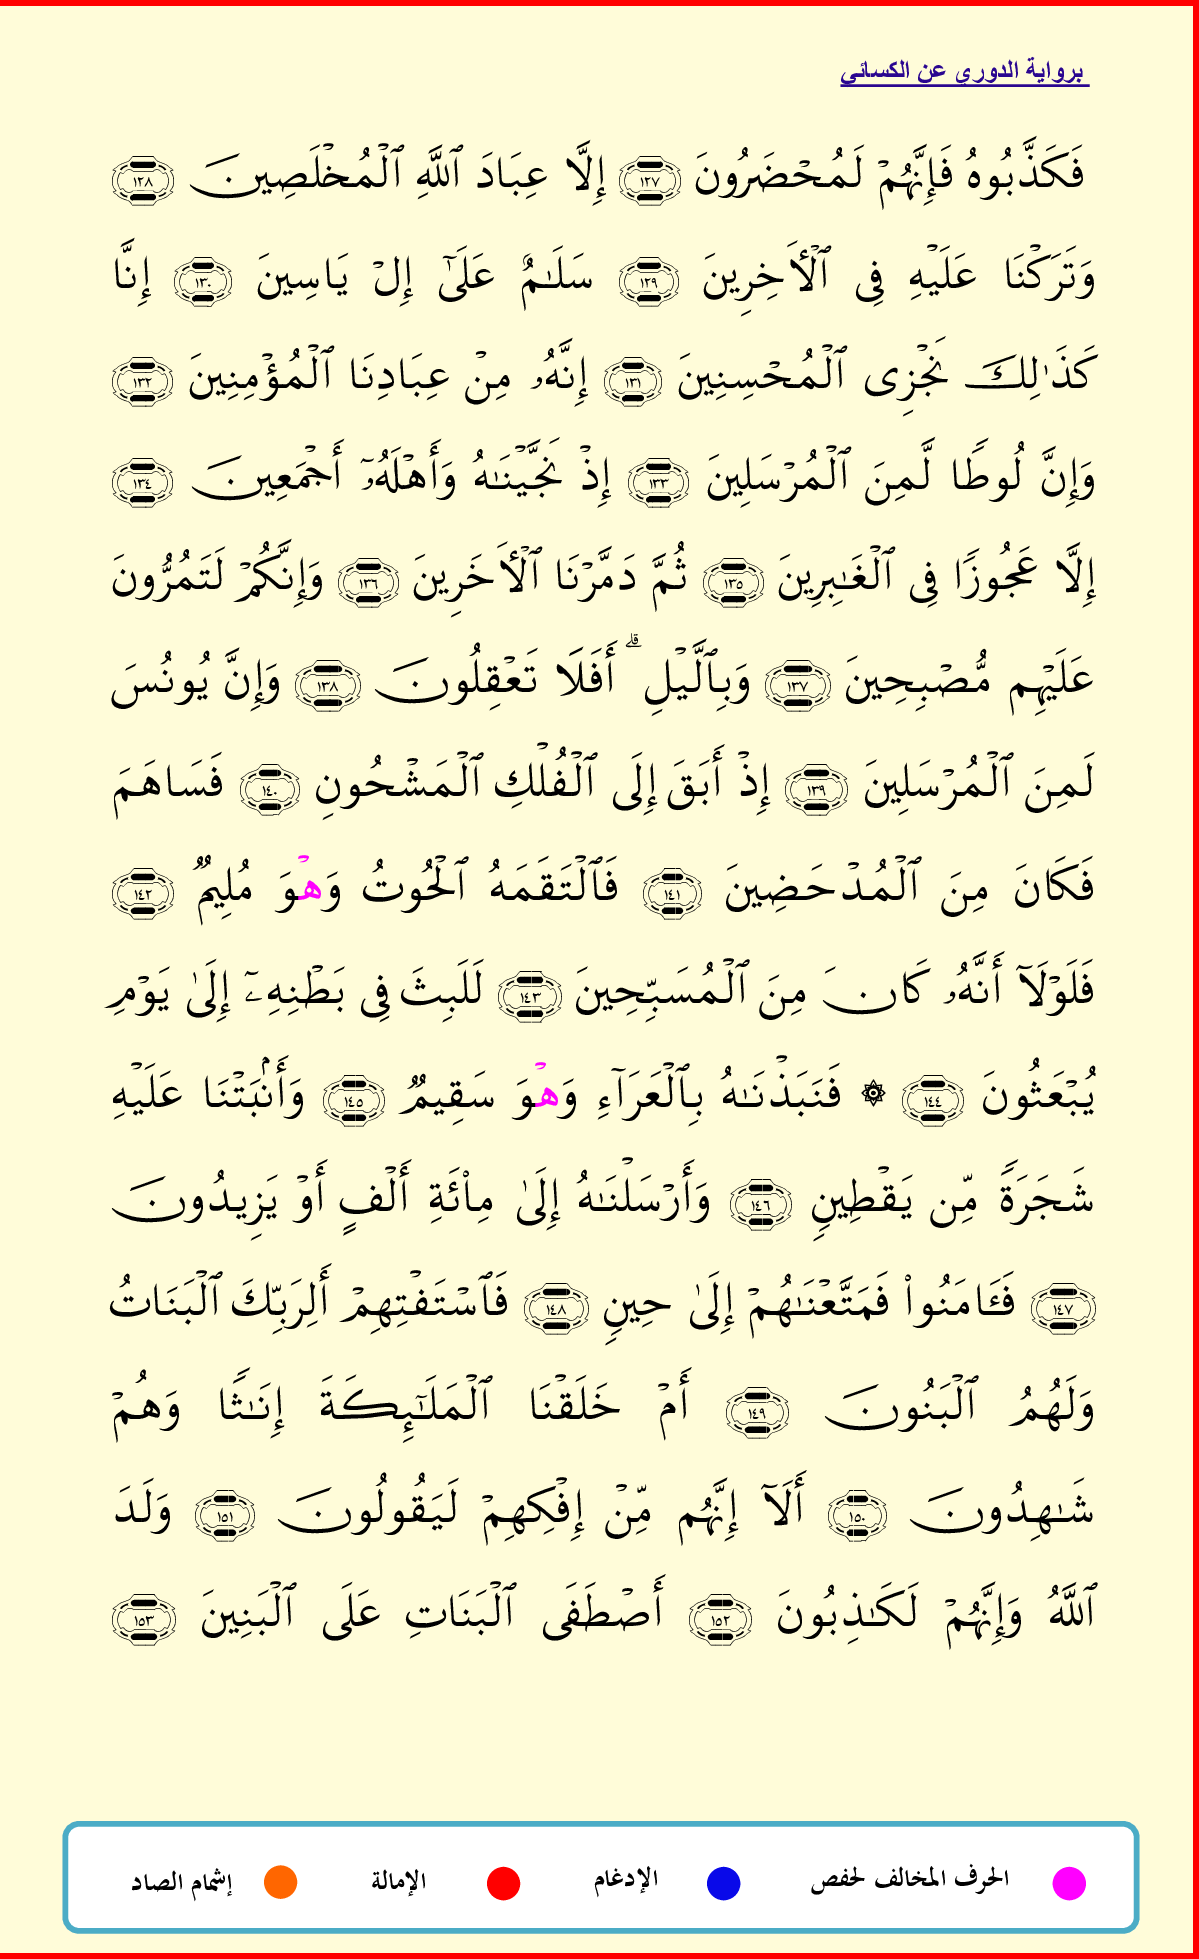 برواية الدوري عن الكسائي
فَكَذَّبُوهُ فَإِنَّهُمۡ لَمُحۡضَرُونَ ١٢٧ إِلَّا عِبَادَ ٱللَّهِ ٱلۡمُخۡلَصِينَ ١٢٨
وَتَرَكۡنَا عَلَيۡهِ فِي ٱلۡأٓخِرِينَ ١٢٩ سَلَٰمٌ عَلَىٰٓ إِلۡ يَاسِينَ ١٣٠ إِنَّا
كَذَٰلِكَ نَجۡزِي ٱلۡمُحۡسِنِينَ ١٣١ إِنَّهُۥ مِنۡ عِبَادِنَا ٱلۡمُؤۡمِنِينَ ١٣٢
وَإِنَّ لُوطٗا لَّمِنَ ٱلۡمُرۡسَلِينَ ١٣٣ إِذۡ نَجَّيۡنَٰهُ وَأَهۡلَهُۥٓ أَجۡمَعِينَ ١٣٤
إِلَّا عَجُوزٗا فِي ٱلۡغَٰبِرِينَ ١٣٥ ثُمَّ دَمَّرۡنَا ٱلۡأٓخَرِينَ ١٣٦ وَإِنَّكُمۡ لَتَمُرُّونَ
عَلَيۡهِم مُّصۡبِحِينَ ١٣٧ وَبِٱلَّيۡلِۗ أَفَلَا تَعۡقِلُونَ ١٣٨ وَإِنَّ يُونُسَ
لَمِنَ ٱلۡمُرۡسَلِينَ ١٣٩ إِذۡ أَبَقَ إِلَى ٱلۡفُلۡكِ ٱلۡمَشۡحُونِ ١٤٠ فَسَاهَمَ
فَكَانَ مِنَ ٱلۡمُدۡحَضِينَ ١٤١ فَٱلۡتَقَمَهُ ٱلۡحُوتُ وَهۡوَ مُلِيمٞ ١٤٢
فَلَوۡلَآ أَنَّهُۥ كَانَ مِنَ ٱلۡمُسَبِّحِينَ ١٤٣ لَلَبِثَ فِي بَطۡنِهِۦٓ إِلَىٰ يَوۡمِ
يُبۡعَثُونَ ١٤٤ ۞ فَنَبَذۡنَٰهُ بِٱلۡعَرَآءِ وَهۡوَ سَقِيمٞ ١٤٥ وَأَنۢبَتۡنَا عَلَيۡهِ
شَجَرَةٗ مِّن يَقۡطِينٖ ١٤٦ وَأَرۡسَلۡنَٰهُ إِلَىٰ مِاْئَةِ أَلۡفٍ أَوۡ يَزِيدُونَ
١٤٧ فَـَٔامَنُواْ فَمَتَّعۡنَٰهُمۡ إِلَىٰ حِينٖ ١٤٨ فَٱسۡتَفۡتِهِمۡ أَلِرَبِّكَ ٱلۡبَنَاتُ
وَلَهُمُ ٱلۡبَنُونَ ١٤٩ أَمۡ خَلَقۡنَا ٱلۡمَلَٰٓئِكَةَ إِنَٰثٗا وَهُمۡ
شَٰهِدُونَ ١٥٠ أَلَآ إِنَّهُم مِّنۡ إِفۡكِهِمۡ لَيَقُولُونَ ١٥١ وَلَدَ
ٱللَّهُ وَإِنَّهُمۡ لَكَٰذِبُونَ ١٥٢ أَصۡطَفَى ٱلۡبَنَاتِ عَلَى ٱلۡبَنِينَ ١٥٣
الحرف المخالف لحفص الإدغام الإمالة إشمام الصاد